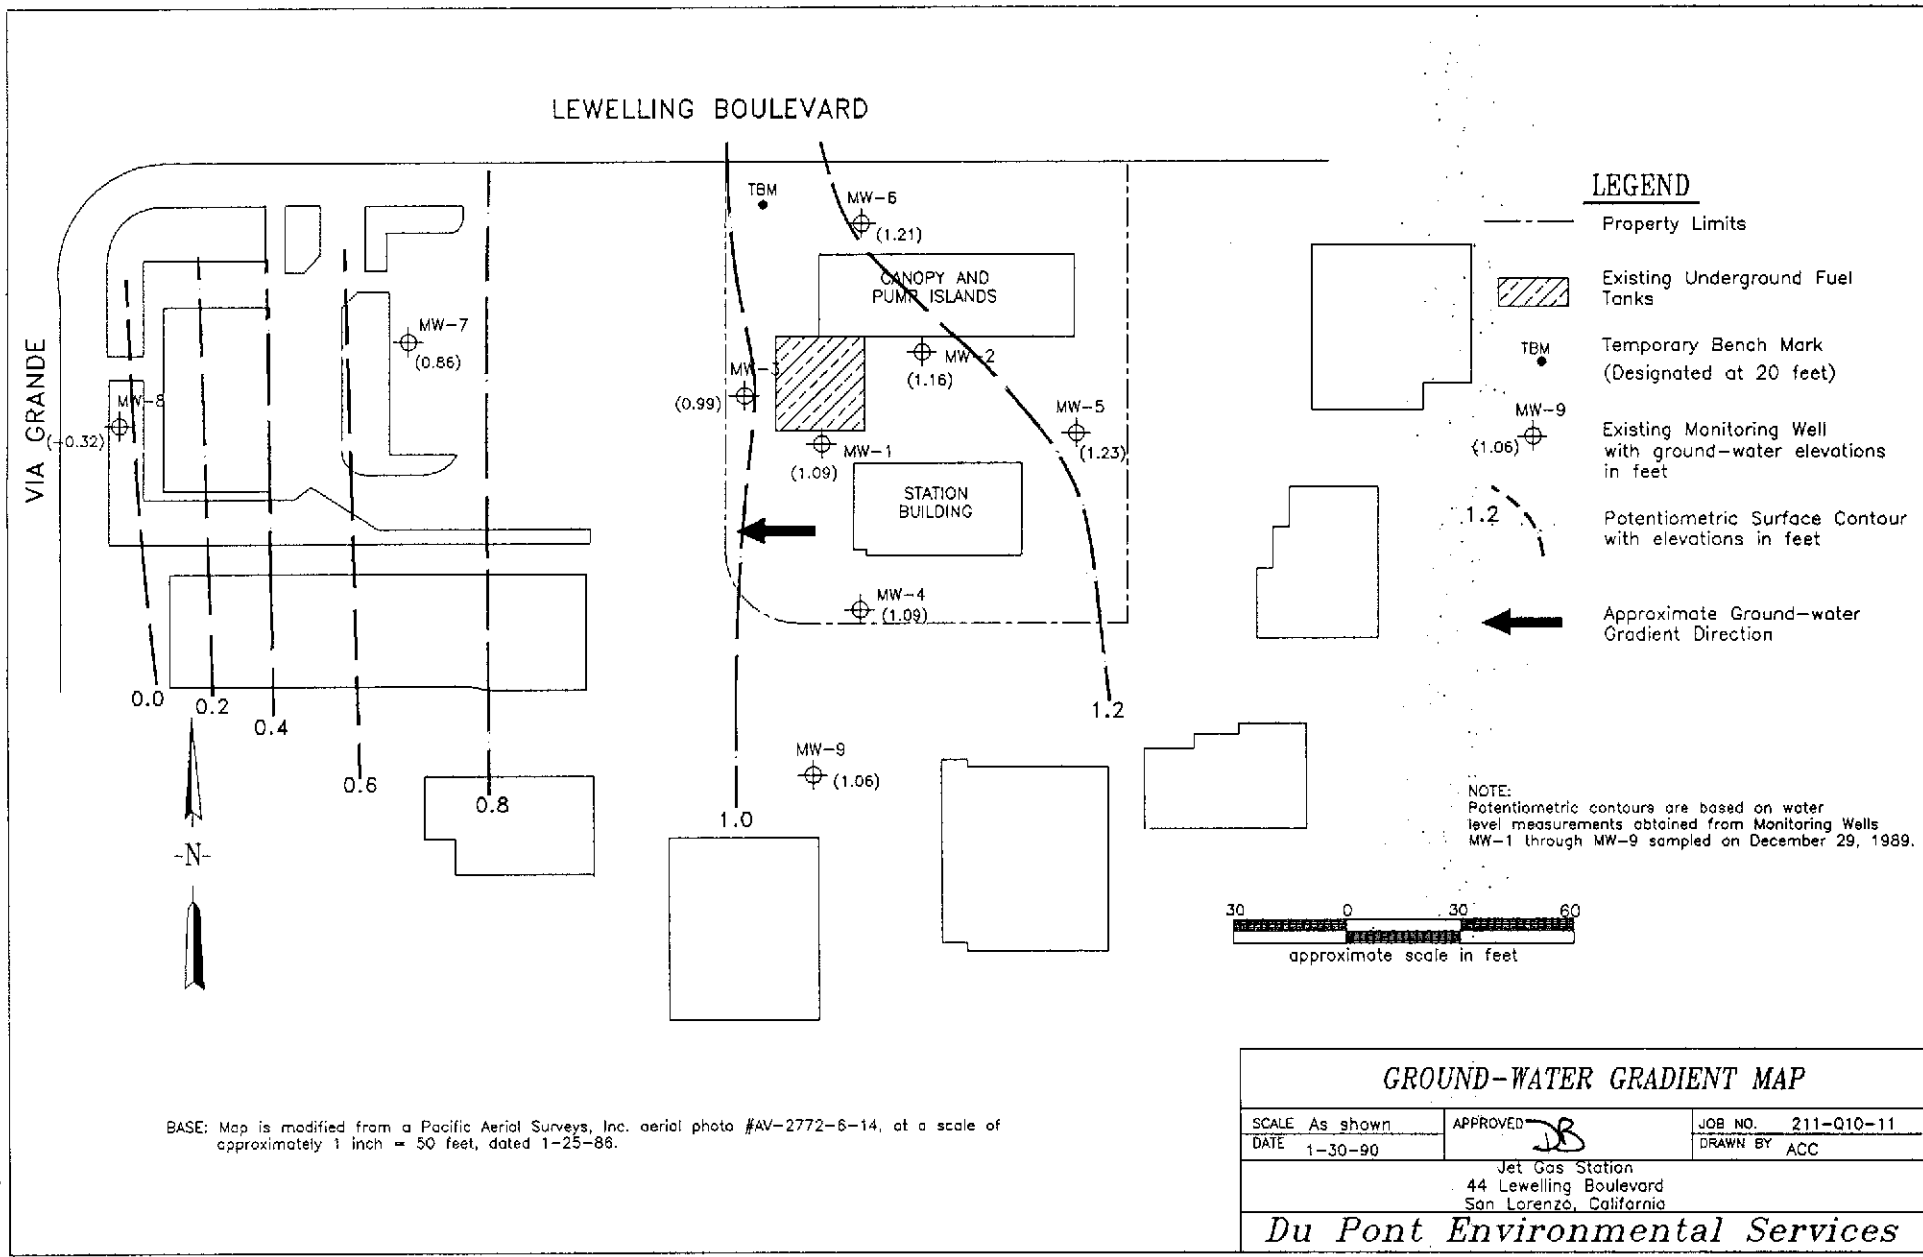 LEWELLING BOULEVARD
VIA GRANDE
TBM
MW-6
(1.21)
CANOPY AND
PUMP ISLANDS
MW-7
(0.86)
MW-8
(-0.32)
MW-3
(0.99)
MW-2
(1.16)
MW-5
(1.23)
MW-1
(1.09)
STATION
BUILDING
MW-4
(1.09)
0.0
0.2
0.4
0.6
0.8
1.0
1.2
MW-9
(1.06)
-N-
LEGEND
Property Limits
Existing Underground Fuel
Tanks
TBM
Temporary Bench Mark
(Designated at 20 feet)
MW-9
(1.06)
Existing Monitoring Well
with ground-water elevations
in feet
1.2
Potentiometric Surface Contour
with elevations in feet
Approximate Ground-water
Gradient Direction
NOTE:
Potentiometric contours are based on water
level measurements obtained from Monitoring Wells
MW-1 through MW-9 sampled on December 29, 1989.
30 0 30 60
approximate scale in feet
BASE: Map is modified from a Pacific Aerial Surveys, Inc. aerial photo #AV-2772-6-14, at a scale of
approximately 1 inch = 50 feet, dated 1-25-86.
GROUND-WATER GRADIENT MAP
SCALE As shown
DATE 1-30-90
APPROVED DB
JOB NO. 211-Q10-11
DRAWN BY ACC
Jet Gas Station
44 Lewelling Boulevard
San Lorenzo, California
Du Pont Environmental Services